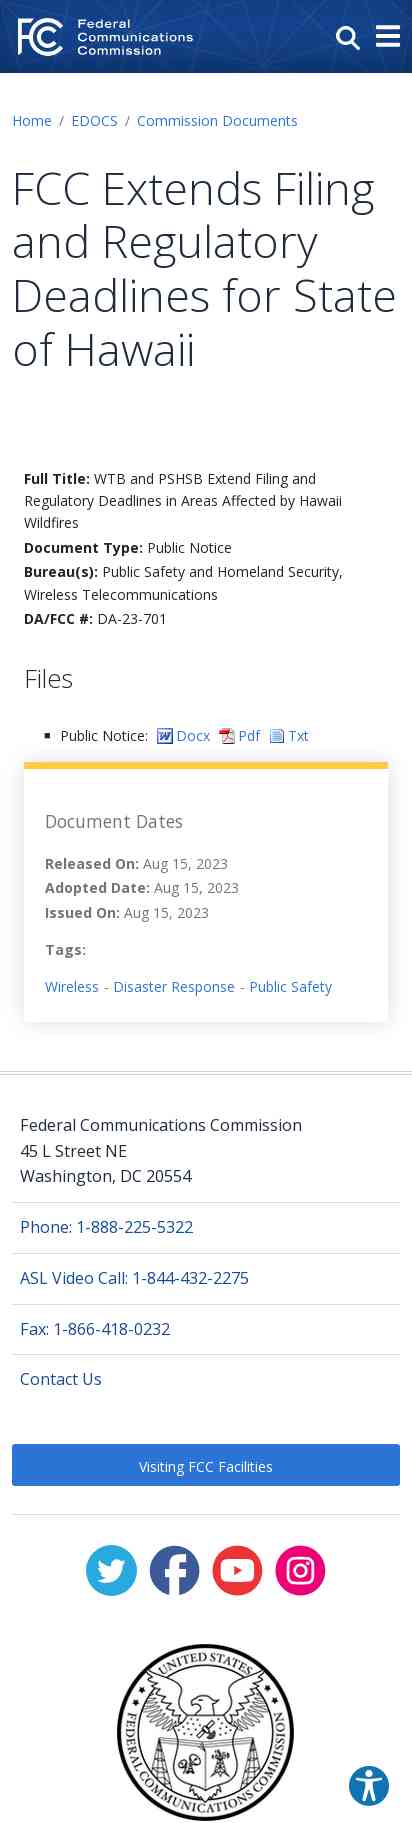 Federal
Communications
Commission
Home / EDOCS / Commission Documents
FCC Extends Filing
and Regulatory
Deadlines for State
of Hawaii
Full Title: WTB and PSHSB Extend Filing and
Regulatory Deadlines in Areas Affected by Hawaii
Wildfires
Document Type: Public Notice
Bureau(s): Public Safety and Homeland Security,
Wireless Telecommunications
DA/FCC #: DA-23-701
Files
Public Notice: Docx Pdf Txt
Document Dates
Released On: Aug 15, 2023
Adopted Date: Aug 15, 2023
Issued On: Aug 15, 2023
Tags:
Wireless - Disaster Response - Public Safety
Federal Communications Commission
45 L Street NE
Washington, DC 20554
Phone: 1-888-225-5322
ASL Video Call: 1-844-432-2275
Fax: 1-866-418-0232
Contact Us
Visiting FCC Facilities
UNITED STATES
FEDERAL COMMUNICATIONS COMMISSION